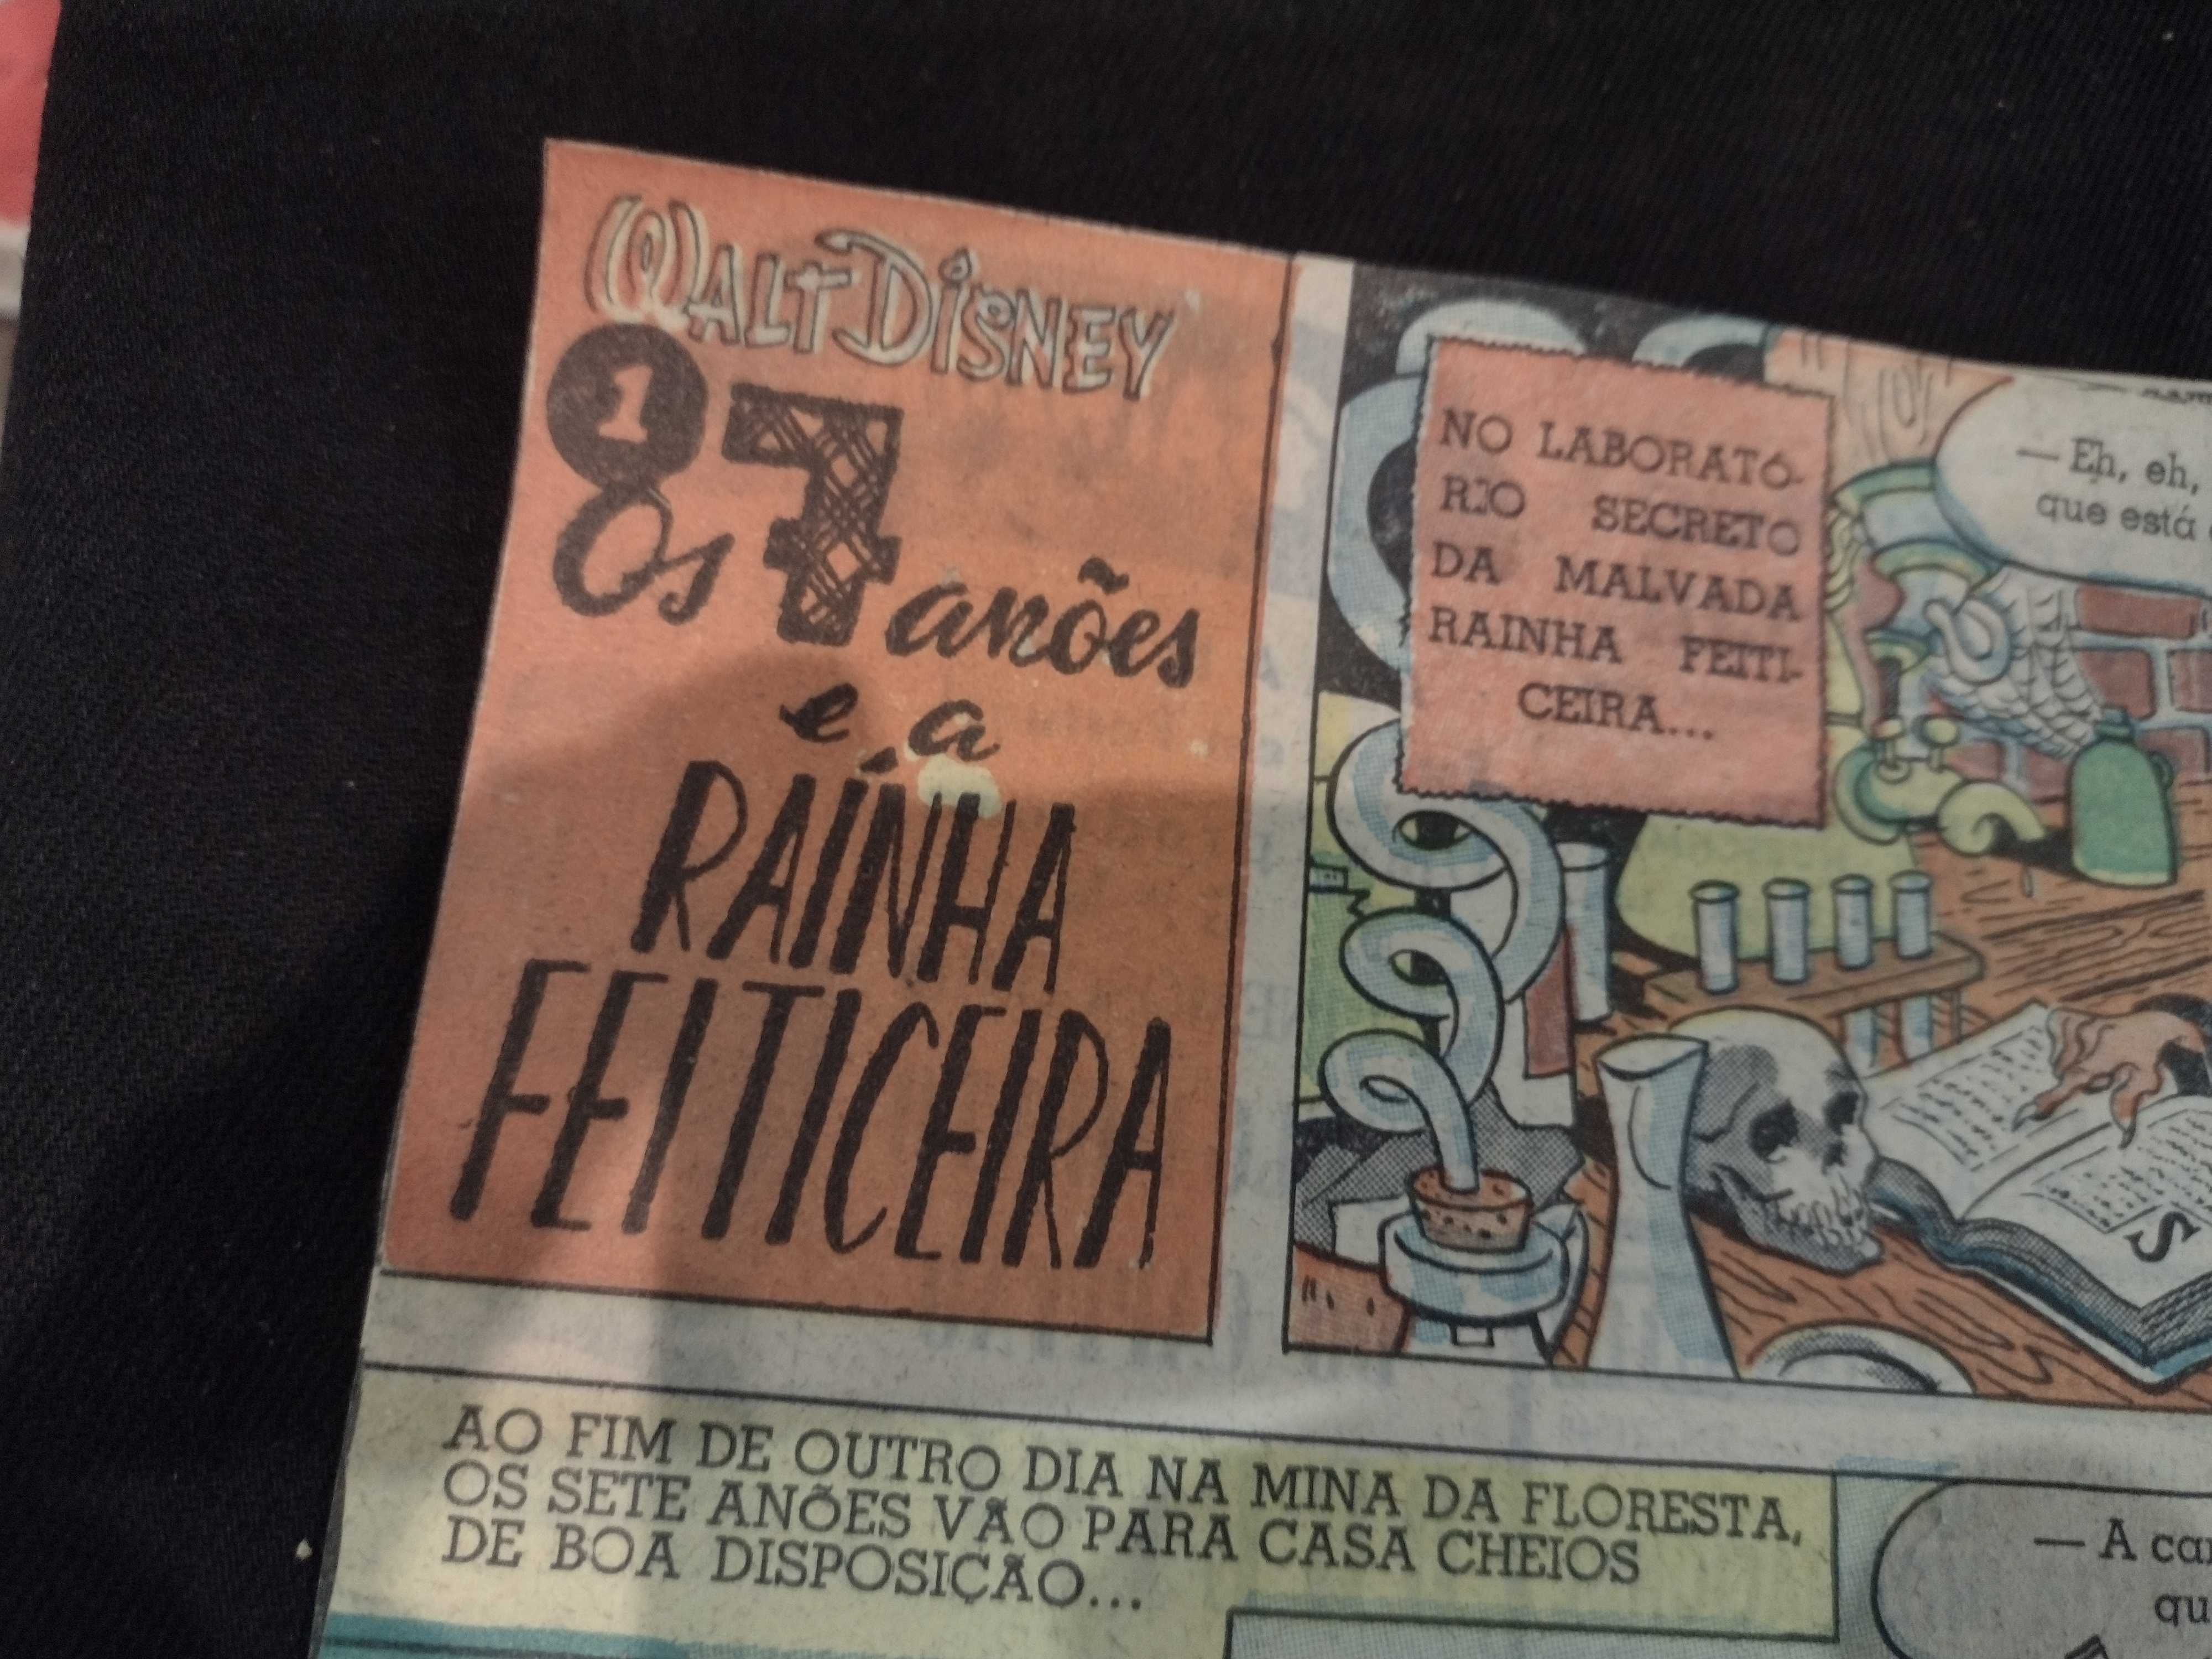 WALT DISNEY
1
Os 7 anões
e a
RAÍNHA
FEITICEIRA
NO LABORATÓ-
RIO SECRETO
DA MALVADA
RAINHA FEITI-
CEIRA...
— Eh, eh,
que está
S
AO FIM DE OUTRO DIA NA MINA DA FLORESTA,
OS SETE ANÕES VÃO PARA CASA CHEIOS
DE BOA DISPOSIÇÃO...
— A